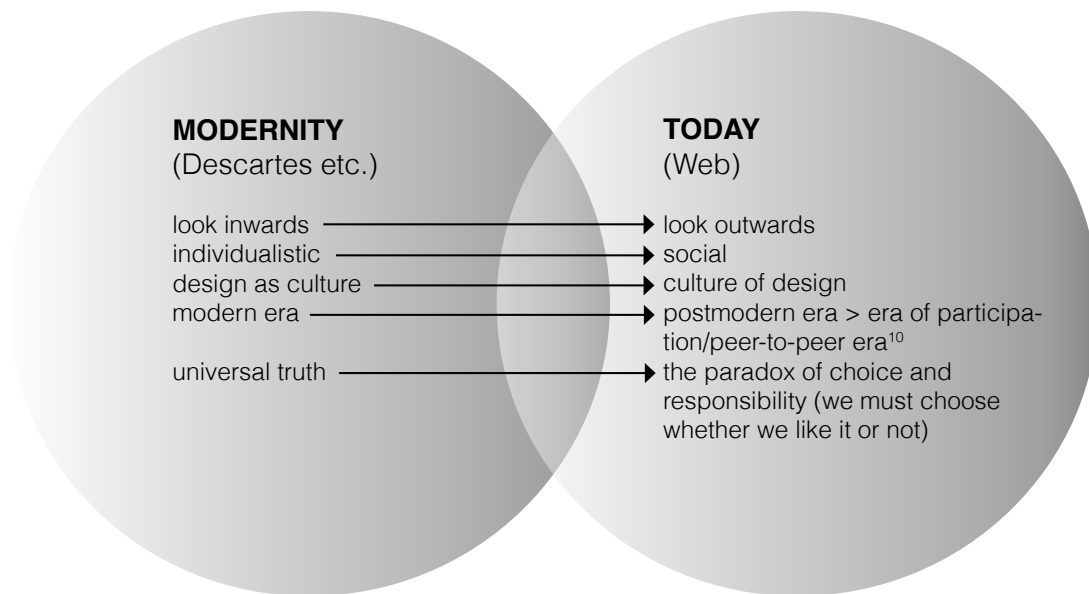 MODERNITY
(Descartes etc.)
look inwards
individualistic
design as culture
modern era
universal truth
TODAY
(Web)
look outwards
social
culture of design
postmodern era > era of participa-
tion/peer-to-peer era¹⁰
the paradox of choice and
responsibility (we must choose
whether we like it or not)